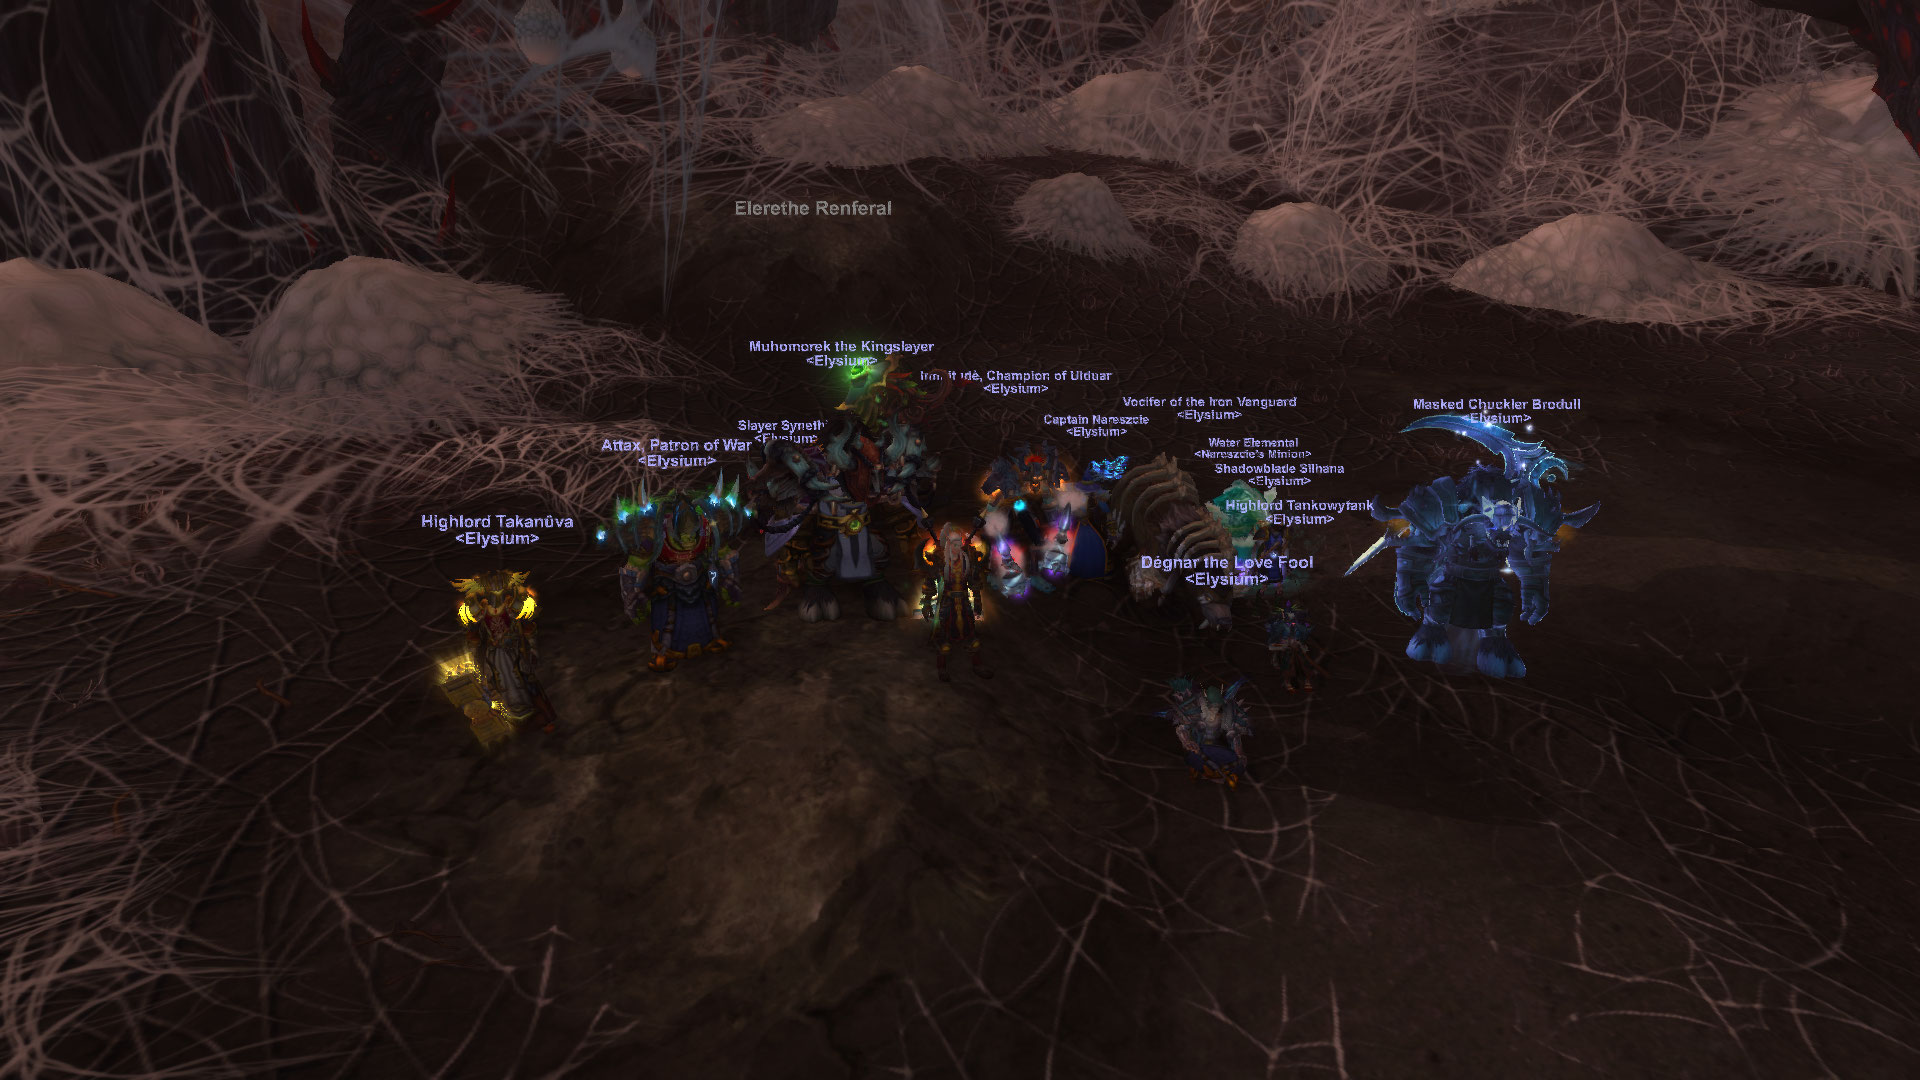 Elerethe Renferal
Muhomorek the Kingslayer
<Elysium>
Champion of Ulduar
<Elysium>
Vocifer of the Iron Vanguard
<Elysium>
Masked Chuckler Brodull
<Elysium>
Captain Nareszcie
<Elysium>
Slayer
<Elysium>
Attax, Patron of War
<Elysium>
Water Elemental
<Nareszcie's Minion>
Shadowblade Silhana
<Elysium>
Highlord Tankowytank
<Elysium>
Highlord Takanûva
<Elysium>
Dégnar the Love Fool
<Elysium>